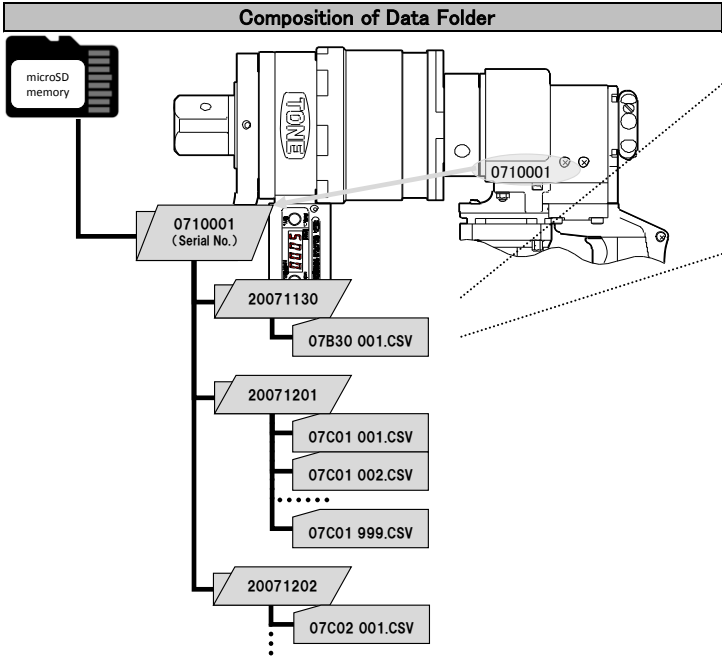 Composition of Data Folder
microSD
memory
TONE
0710001
0710001
(Serial No.)
20071130
07B30 001.CSV
20071201
07C01 001.CSV
07C01 002.CSV
07C01 999.CSV
20071202
07C02 001.CSV